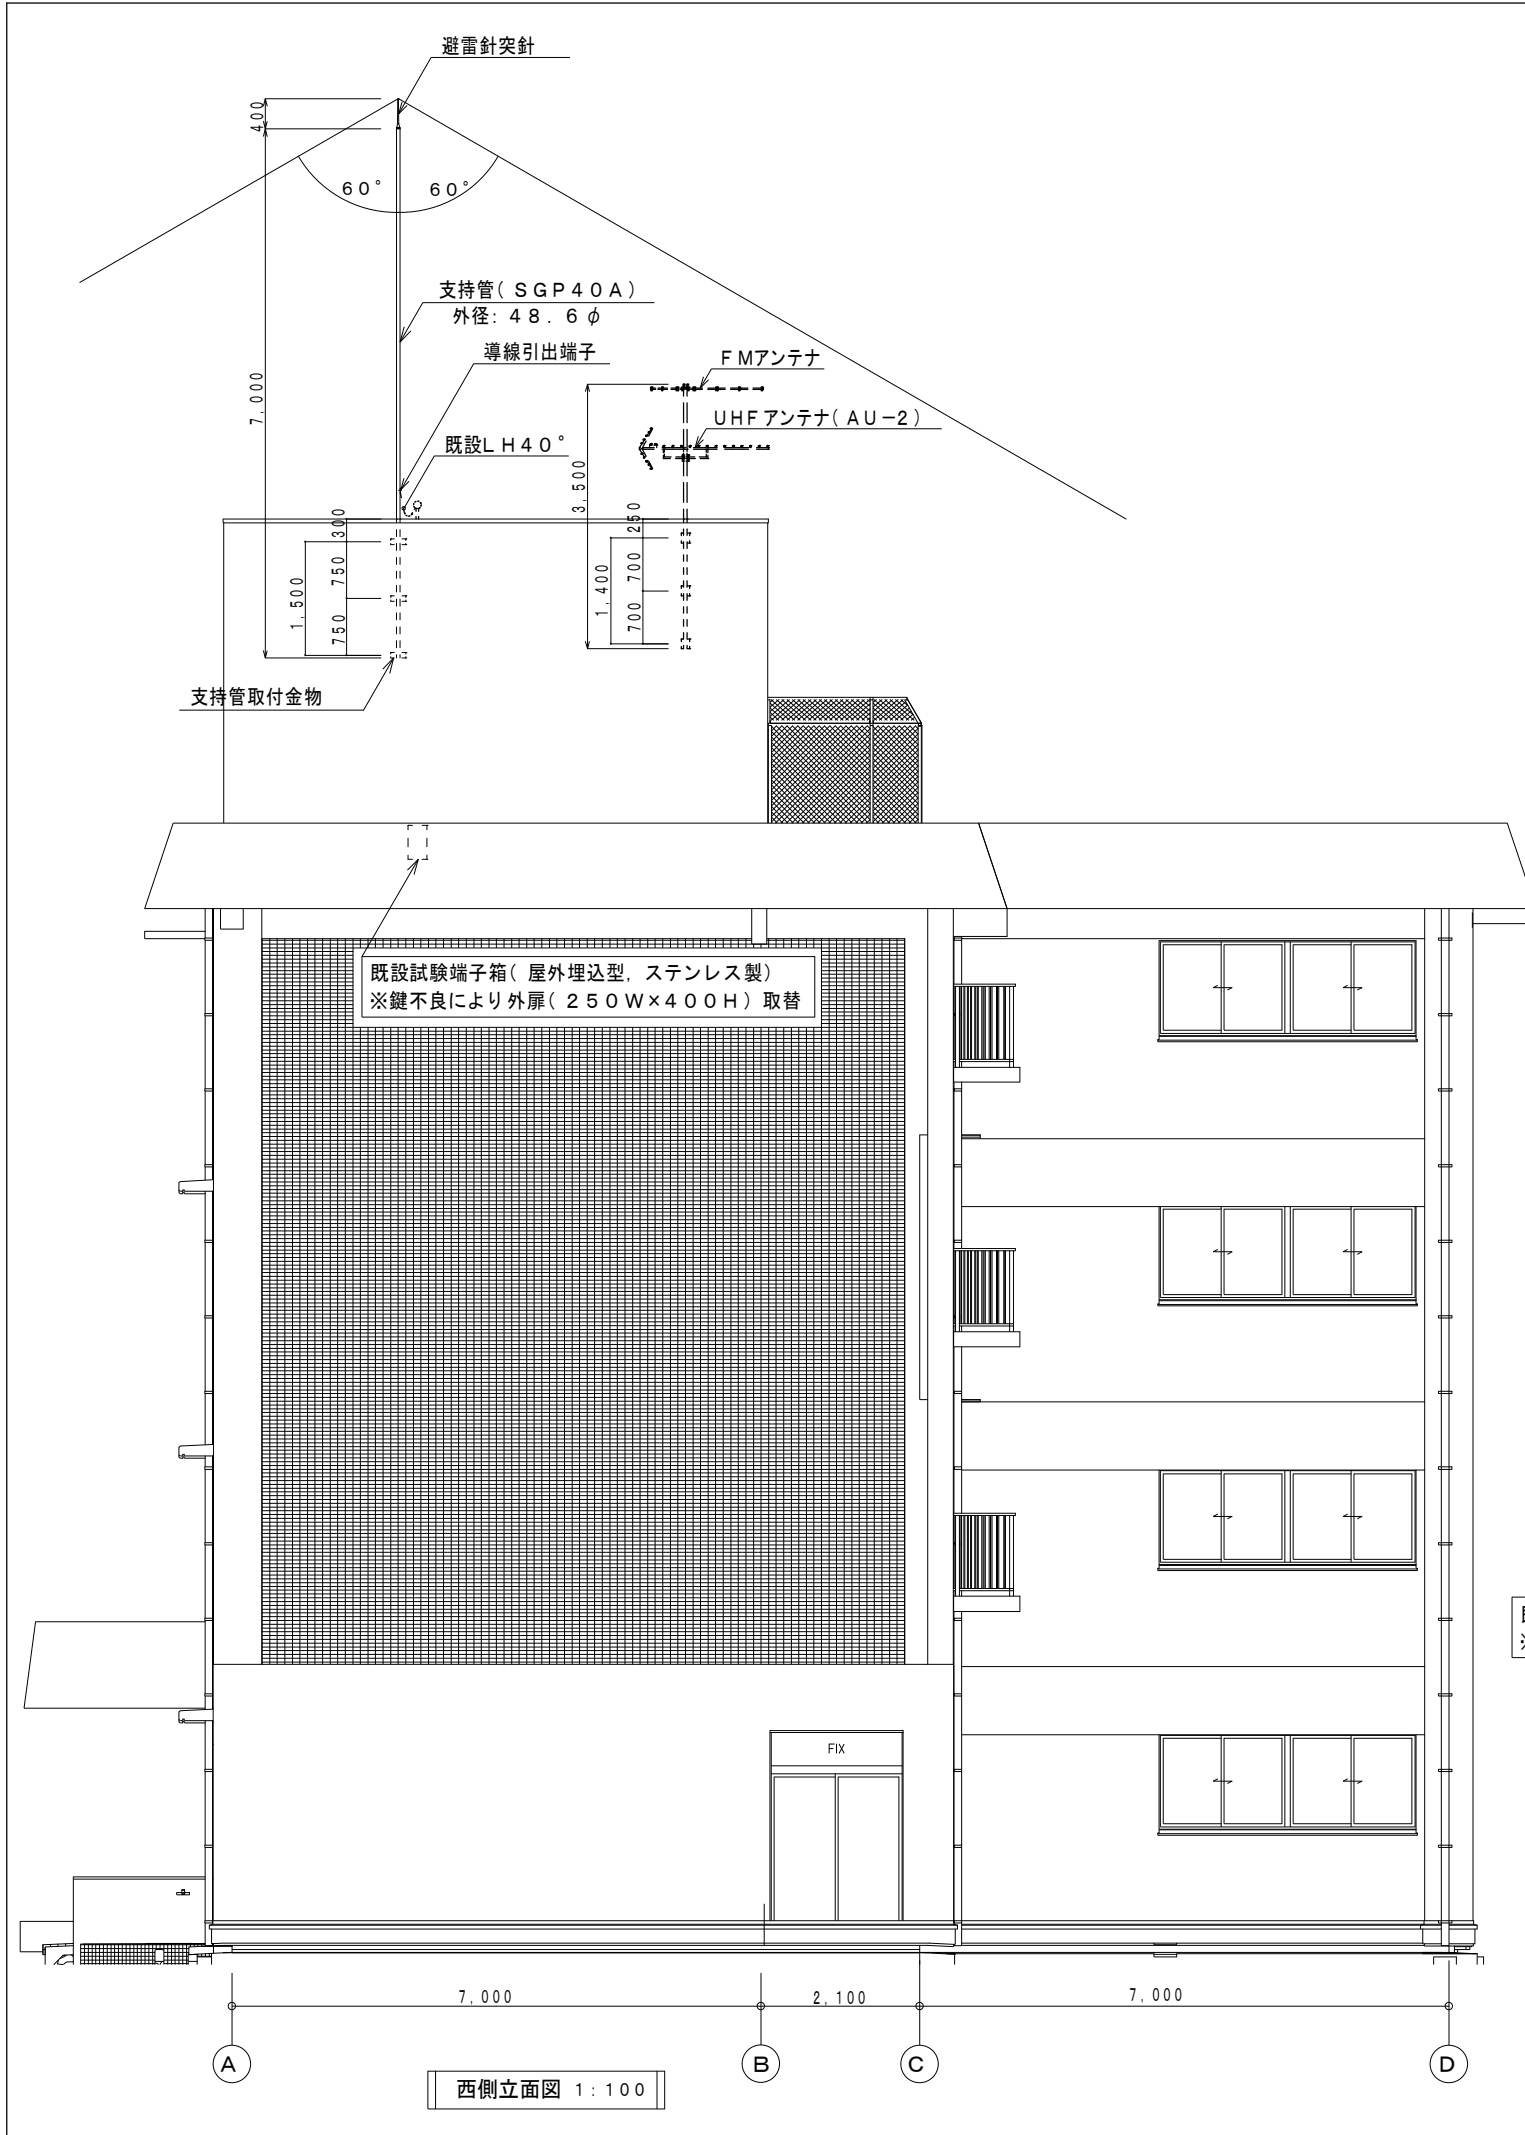 避雷針突針
400
60°
60°
支持管(SGP40A)
外径:48.6φ
7,000
導線引出端子
FMアンテナ
UHFアンテナ(AU−2)
既設LH40°
3,500
300
250
750
700
1,500
1,400
750
700
支持管取付金物
既設試験端子箱(屋外埋込型,ステンレス製)
※鍵不良により外扉(250W×400H)取替
FIX
7,000
2,100
7,000
A
B
C
D
西側立面図 1:100